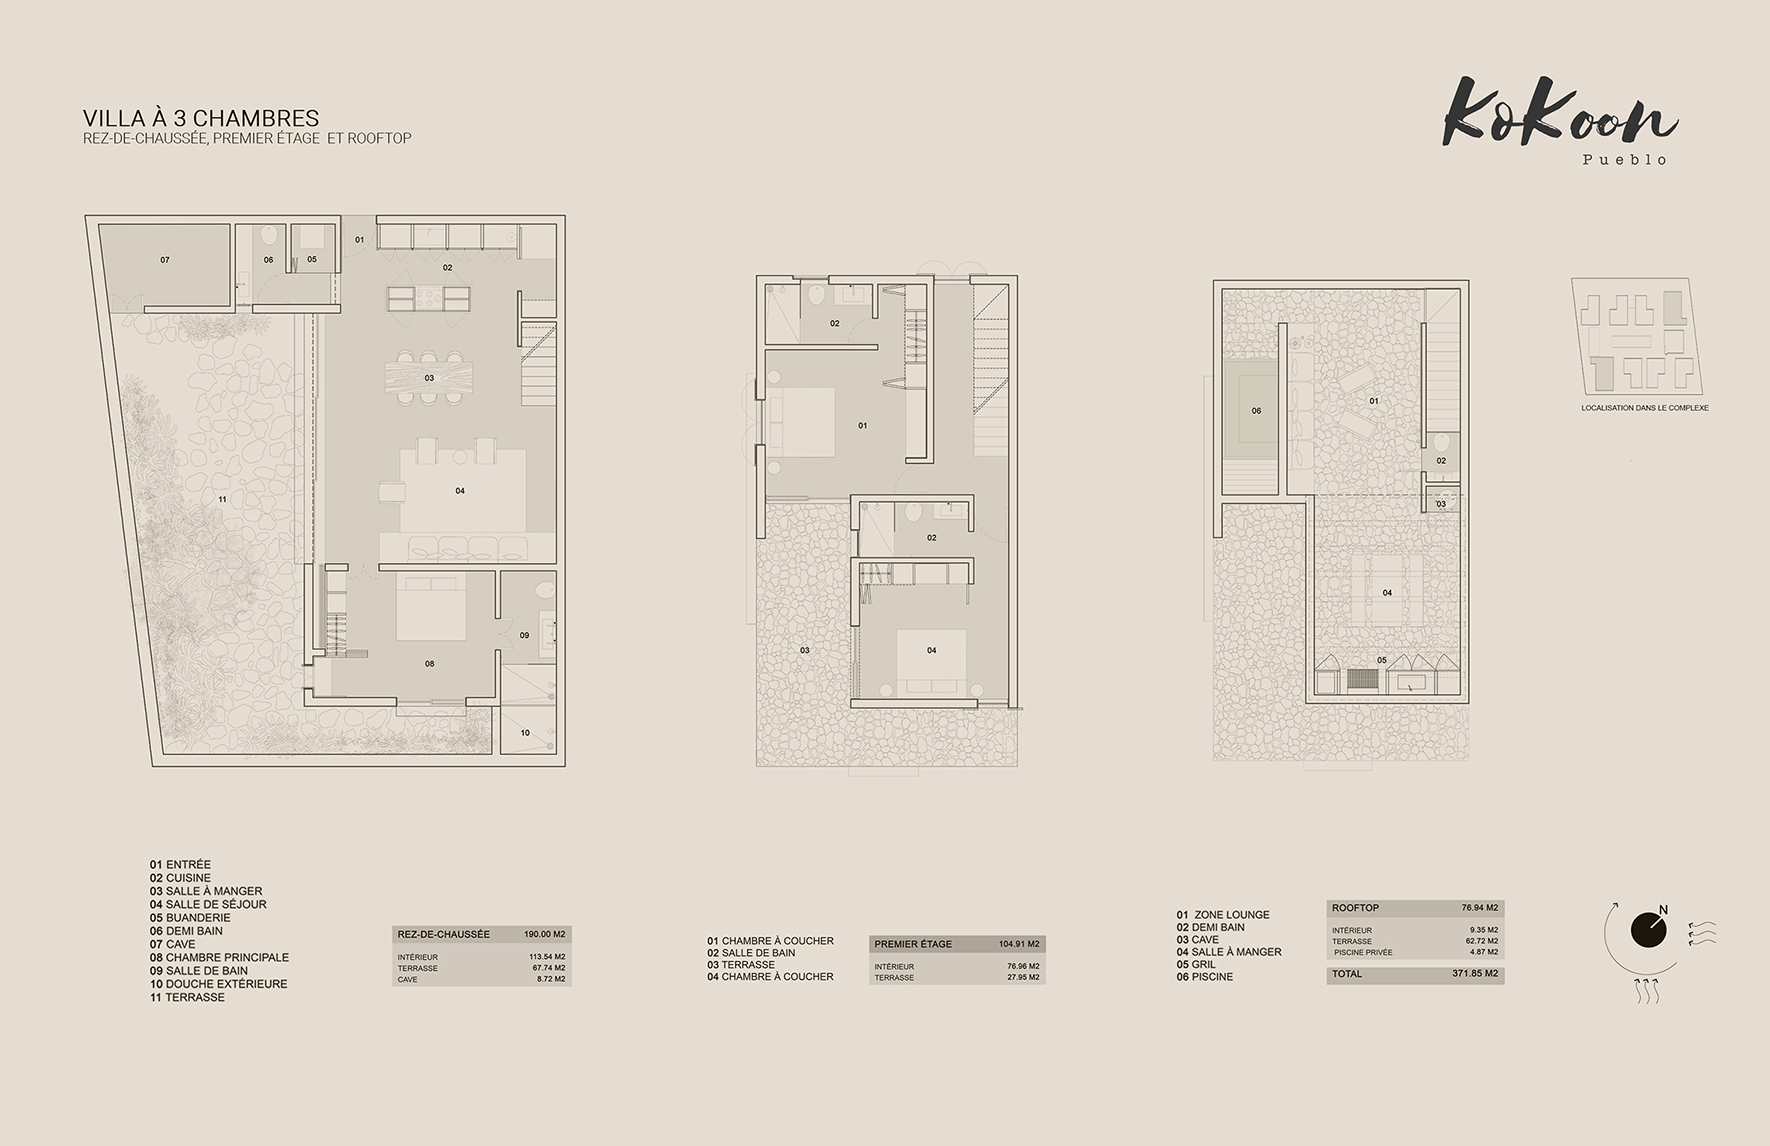 VILLA À 3 CHAMBRES
REZ-DE-CHAUSSÉE, PREMIER ÉTAGE ET ROOFTOP
KoKoon
Pueblo
07
06
05
01
02
03
04
11
08
09
10
02
01
02
03
04
01
06
02
03
04
05
LOCALISATION DANS LE COMPLEXE
01 ENTRÉE
02 CUISINE
03 SALLE À MANGER
04 SALLE DE SÉJOUR
05 BUANDERIE
06 DEMI BAIN
07 CAVE
08 CHAMBRE PRINCIPALE
09 SALLE DE BAIN
10 DOUCHE EXTÉRIEURE
11 TERRASSE
REZ-DE-CHAUSSÉE 190.00 M2
INTÉRIEUR 113.54 M2
TERRASSE 67.74 M2
CAVE 8.72 M2
01 CHAMBRE À COUCHER
02 SALLE DE BAIN
03 TERRASSE
04 CHAMBRE À COUCHER
PREMIER ÉTAGE 104.91 M2
INTÉRIEUR 76.96 M2
TERRASSE 27.95 M2
01 ZONE LOUNGE
02 DEMI BAIN
03 CAVE
04 SALLE À MANGER
05 GRIL
06 PISCINE
ROOFTOP 76.94 M2
INTÉRIEUR 9.35 M2
TERRASSE 62.72 M2
PISCINE PRIVÉE 4.87 M2
TOTAL 371.85 M2
N